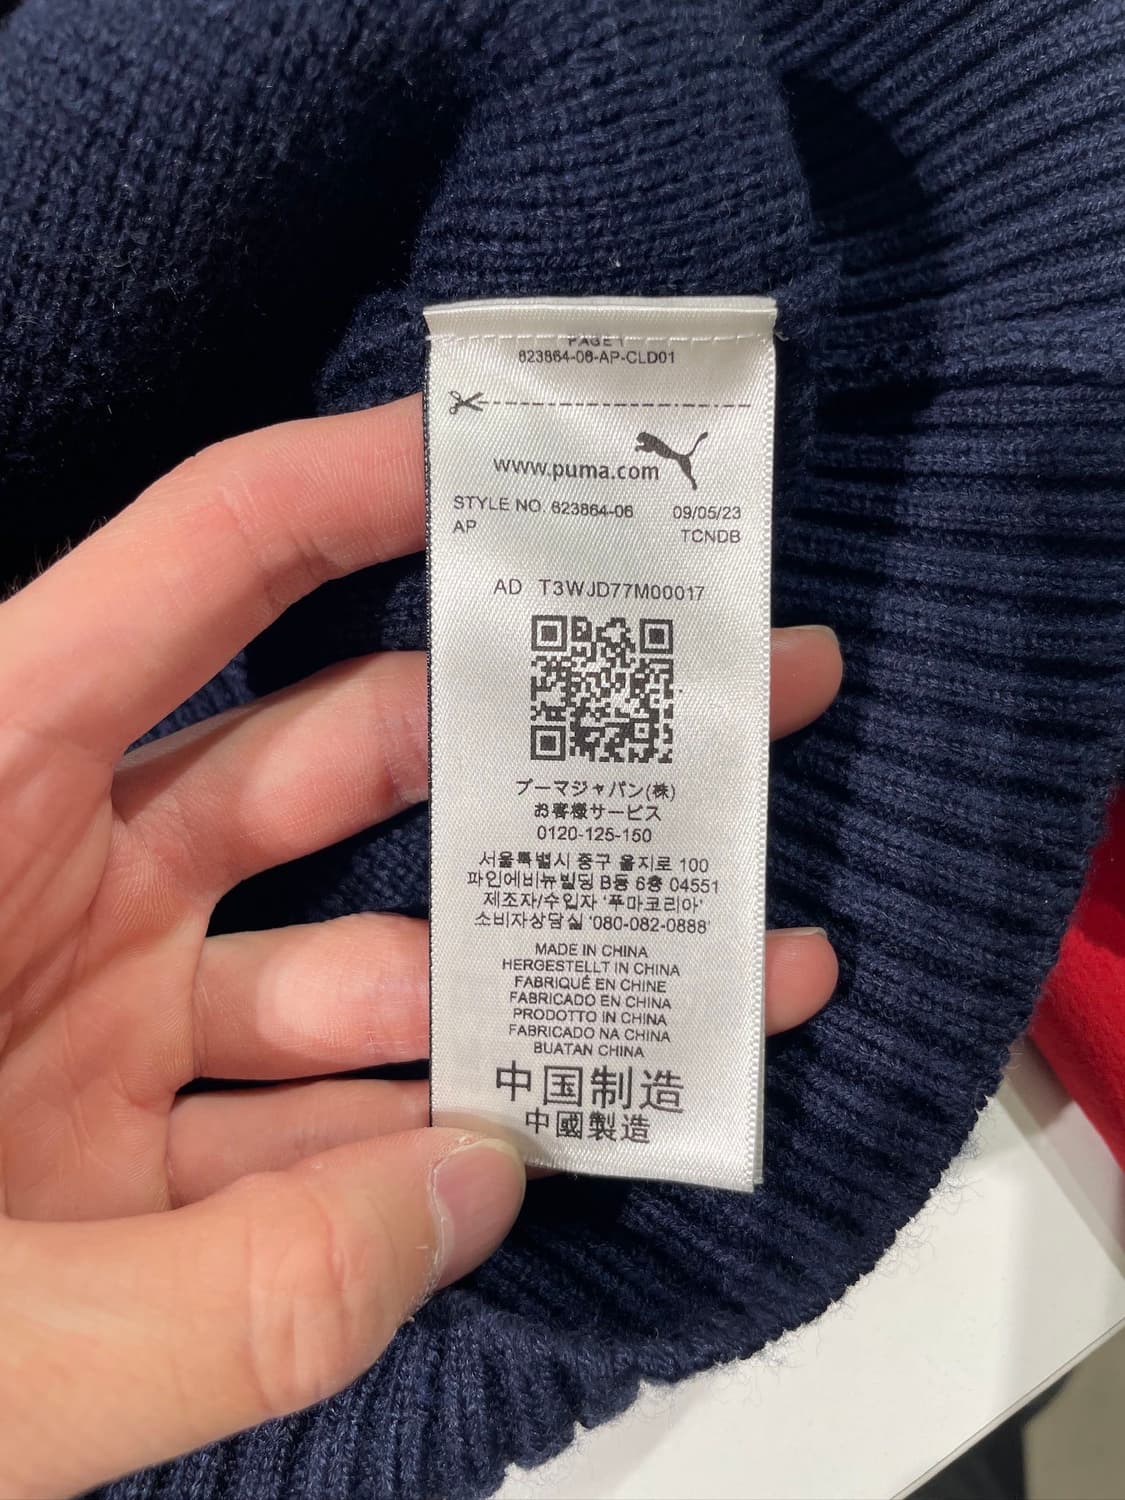 PAGE 1
623864-06-AP-CLD01
www.puma.com
STYLE NO. 623864-06 09/05/23
AP TCNDB
AD T3WJD77M00017
プーマジャパン(株)
お客様サービス
0120-125-150
서울특별시 중구 을지로 100
파인에비뉴빌딩 B동 6층 04551
제조자/수입자 '푸마코리아'
소비자상담실 '080-082-0888'
MADE IN CHINA
HERGESTELLT IN CHINA
FABRIQUÉ EN CHINE
FABRICADO EN CHINA
PRODOTTO IN CHINA
FABRICADO NA CHINA
BUATAN CHINA
中国制造
中國製造